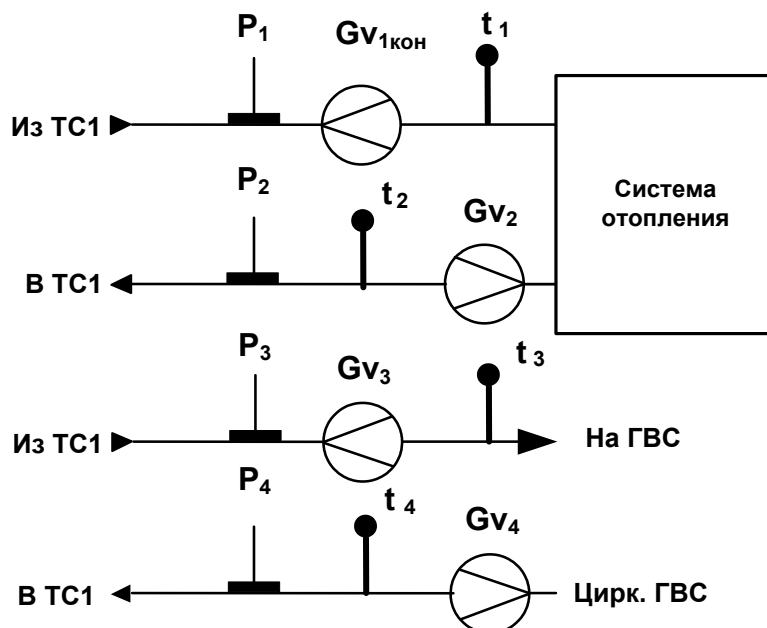 P1 Gv1кон t1
Из ТС1
P2 t2 Gv2
Система
отопления
В ТС1
P3 Gv3 t3
Из ТС1 На ГВС
P4 t4 Gv4
В ТС1 Цирк. ГВС